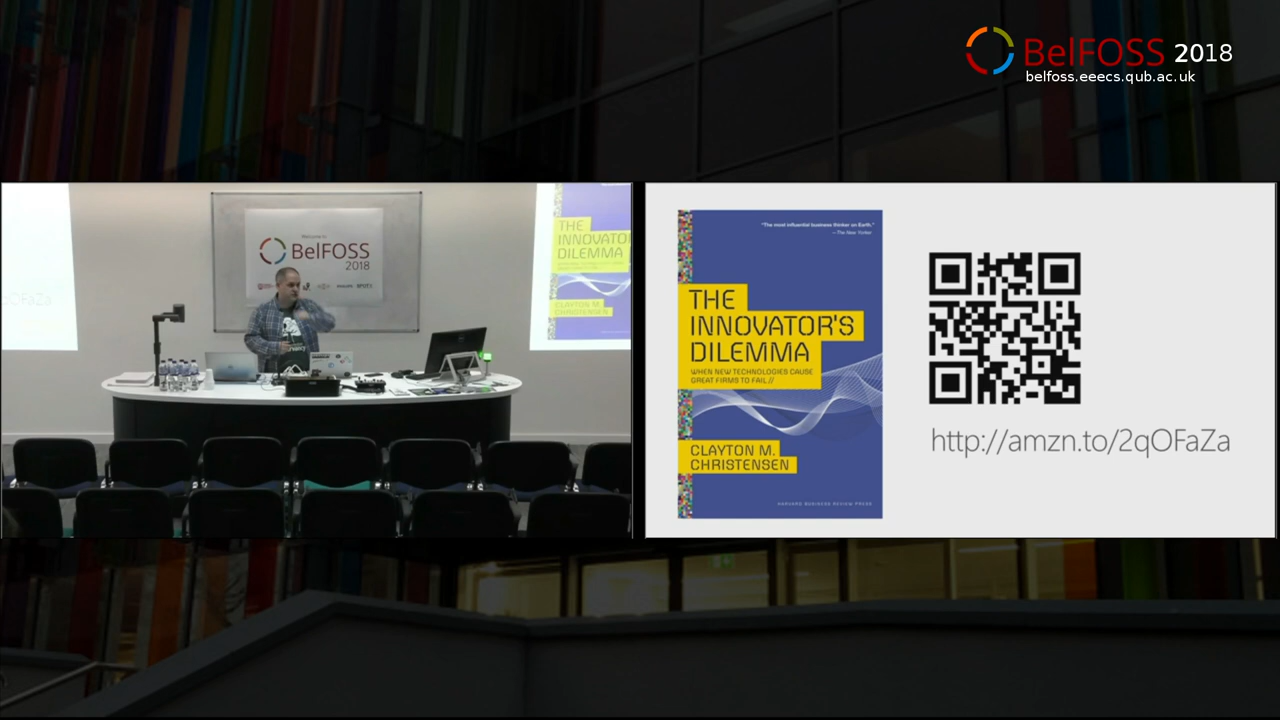 BelFOSS 2018
belfoss.eeecs.qub.ac.uk
Welcome to
BelFOSS
2018
THE
INNOVATOR
DILEMMA
CLAYTON M.
CHRISTENSEN
"The most influential business thinker on Earth."
—The New Yorker
THE
INNOVATOR'S
DILEMMA
WHEN NEW TECHNOLOGIES CAUSE
GREAT FIRMS TO FAIL//
CLAYTON M.
CHRISTENSEN
HARVARD BUSINESS REVIEW PRESS
http://amzn.to/2qOFaZa